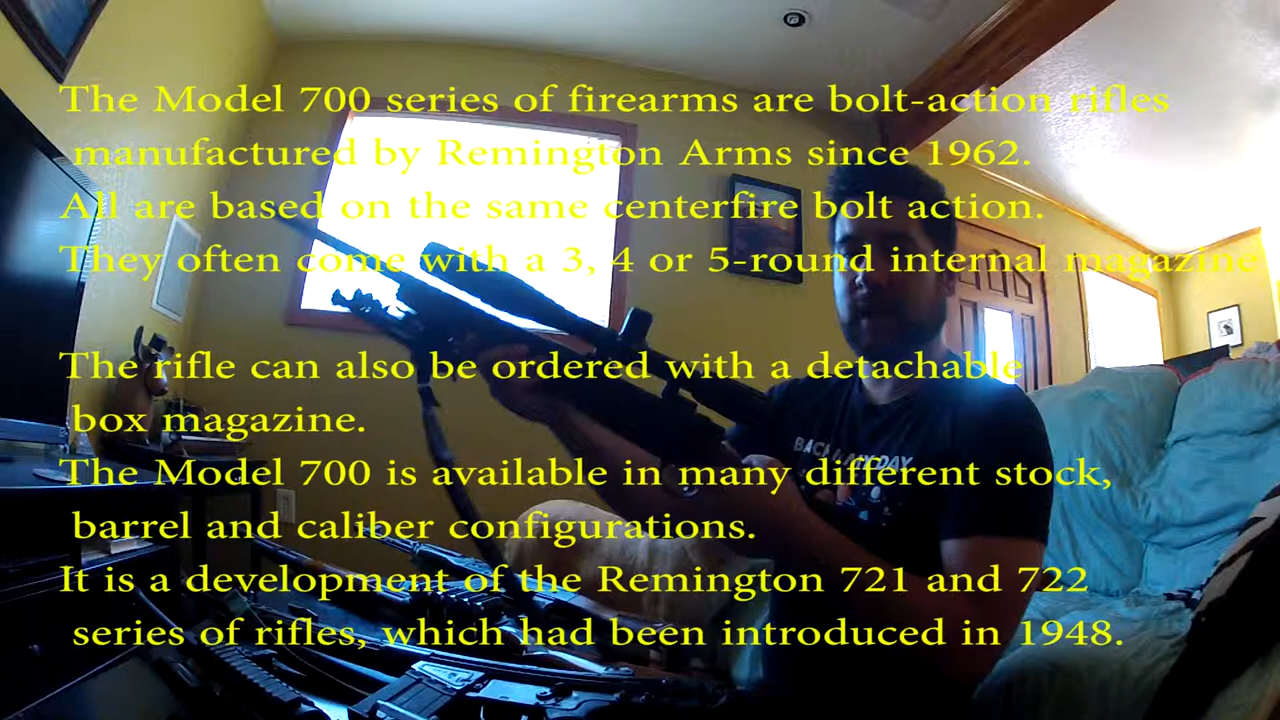 The Model 700 series of firearms are bolt-action rifles
manufactured by Remington Arms since 1962.
All are based on the same centerfire bolt action.
They often come with a 3, 4 or 5-round internal magazine
The rifle can also be ordered with a detachable
box magazine.
The Model 700 is available in many different stock,
barrel and caliber configurations.
It is a development of the Remington 721 and 722
series of rifles, which had been introduced in 1948.